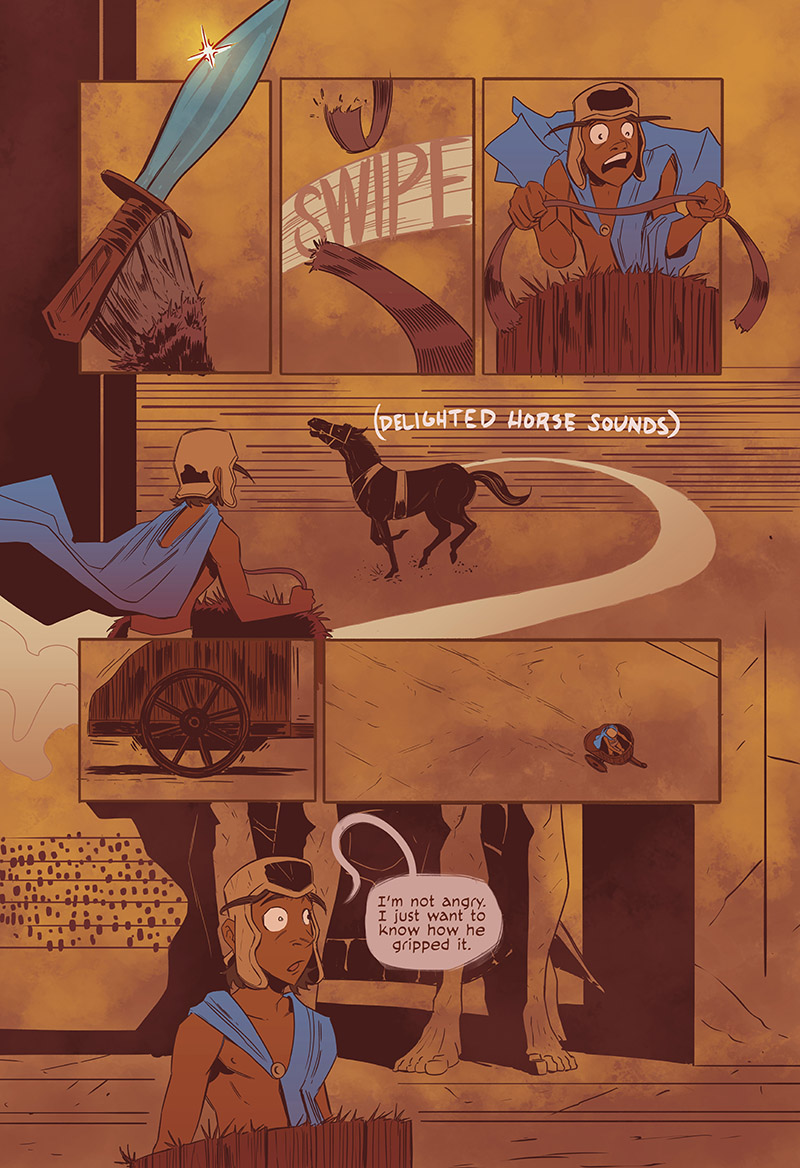 SWIPE
(DELIGHTED HORSE SOUNDS)
I'm not angry.
I just want to
know how he
gripped it.